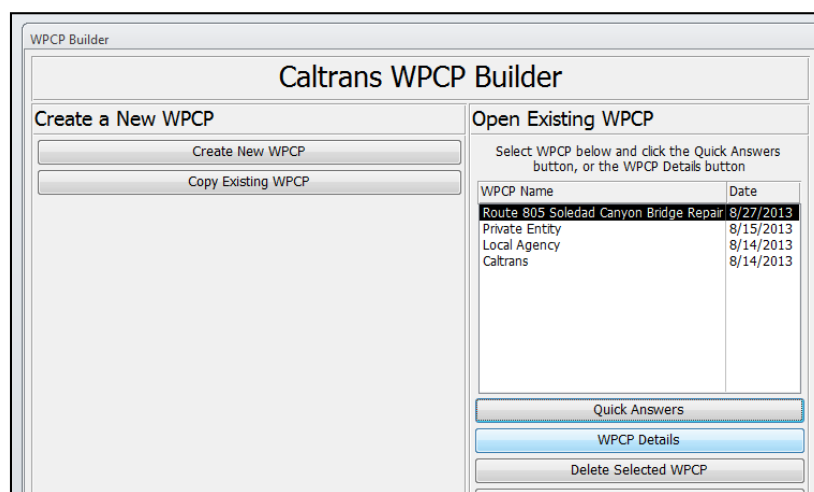 WPCP Builder
Caltrans WPCP Builder
Create a New WPCP
Create New WPCP
Copy Existing WPCP
Open Existing WPCP
Select WPCP below and click the Quick Answers
button, or the WPCP Details button
WPCP Name Date
Route 805 Soledad Canyon Bridge Repair 8/27/2013
Private Entity 8/15/2013
Local Agency 8/14/2013
Caltrans 8/14/2013
Quick Answers
WPCP Details
Delete Selected WPCP